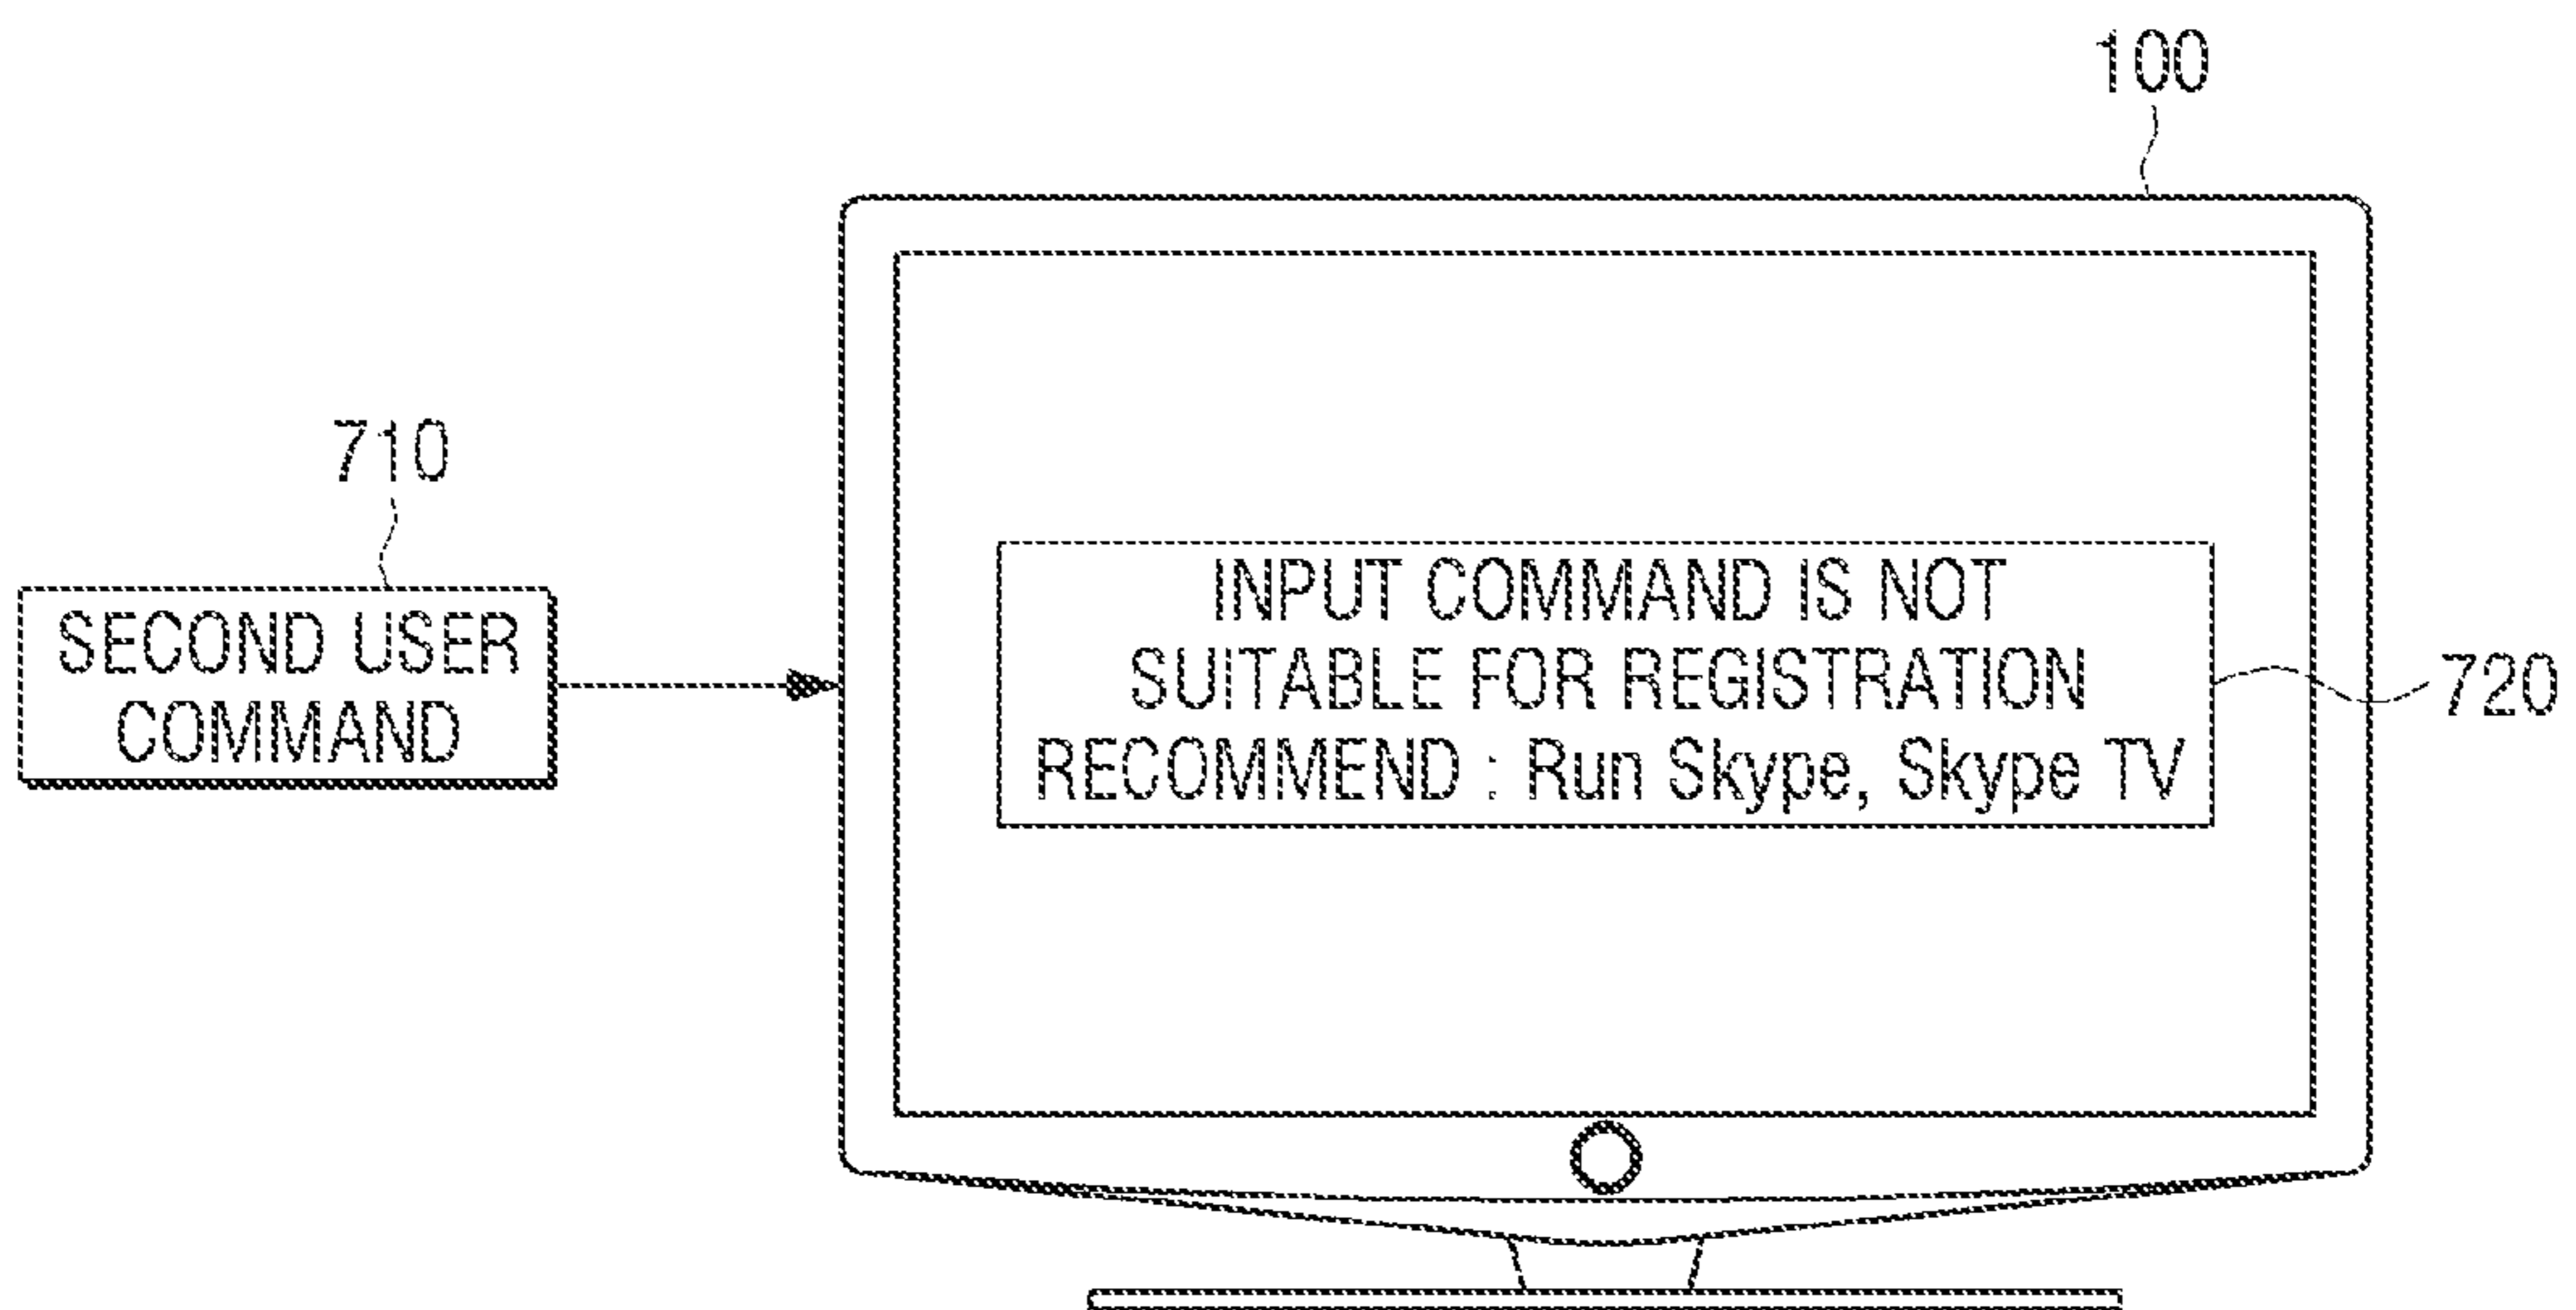 100
710
SECOND USER
COMMAND
INPUT COMMAND IS NOT
SUITABLE FOR REGISTRATION
RECOMMEND : Run Skype, Skype TV
720